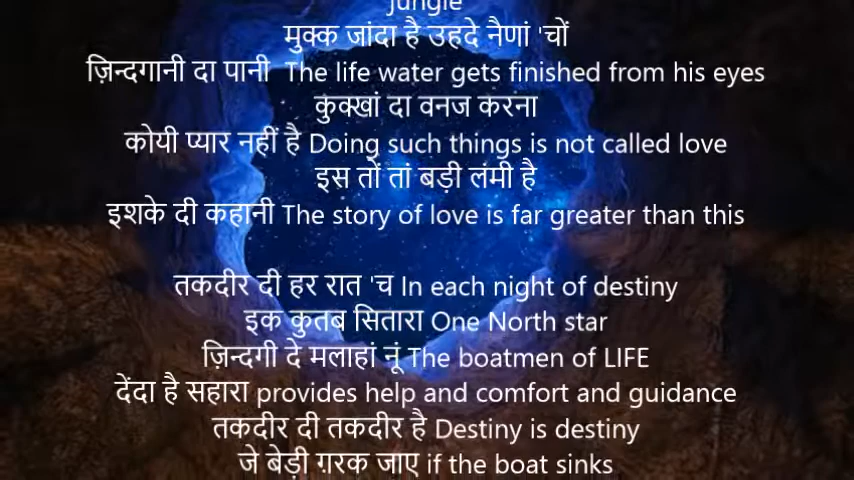 jungle
मुक्क जांदा है उहदे नैणां 'चों
ज़िन्दगानी दा पानी The life water gets finished from his eyes
कुक्खां दा वनज करना
कोयी प्यार नहीं है Doing such things is not called love
इस तों तां बड़ी लंमी है
इशके दी कहानी The story of love is far greater than this
तकदीर दी हर रात 'च In each night of destiny
इक कुतब सितारा One North star
ज़िन्दगी दे मलाहां नूं The boatmen of LIFE
देंदा है सहारा provides help and comfort and guidance
तकदीर दी तकदीर है Destiny is destiny
जे बेड़ी ग़रक जाए if the boat sinks